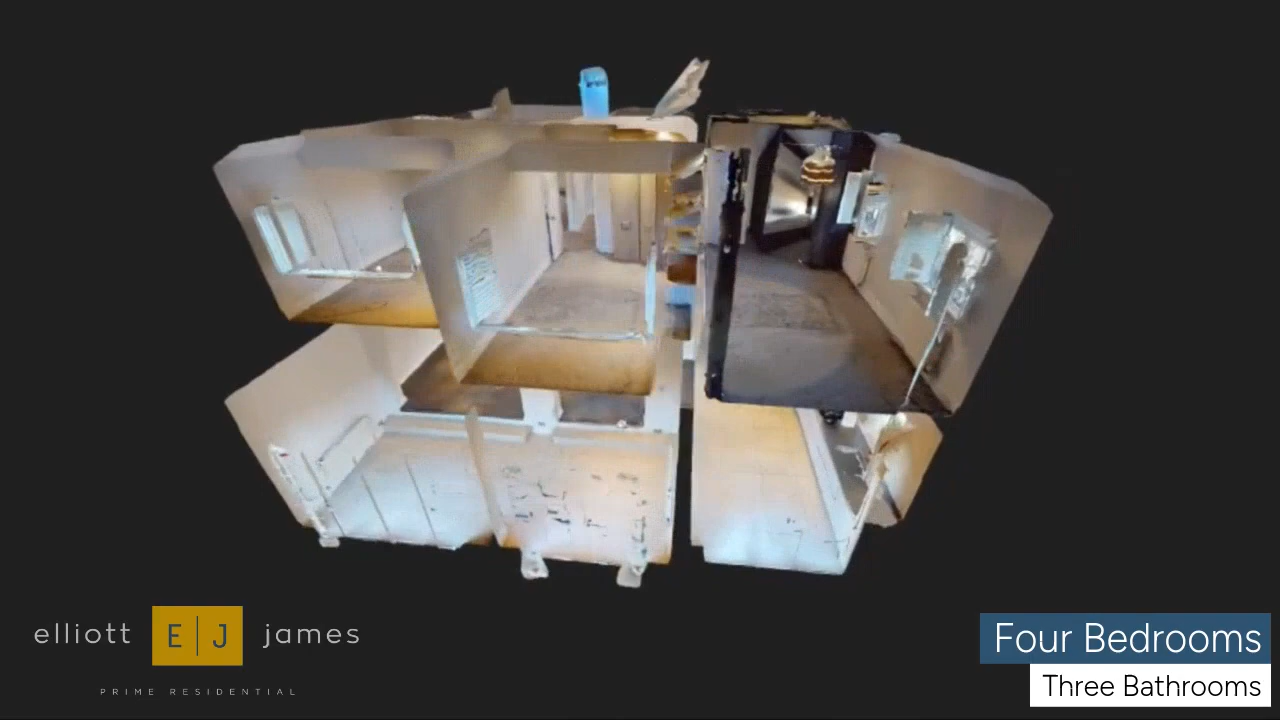 elliott E|J james
PRIME RESIDENTIAL
Four Bedrooms
Three Bathrooms